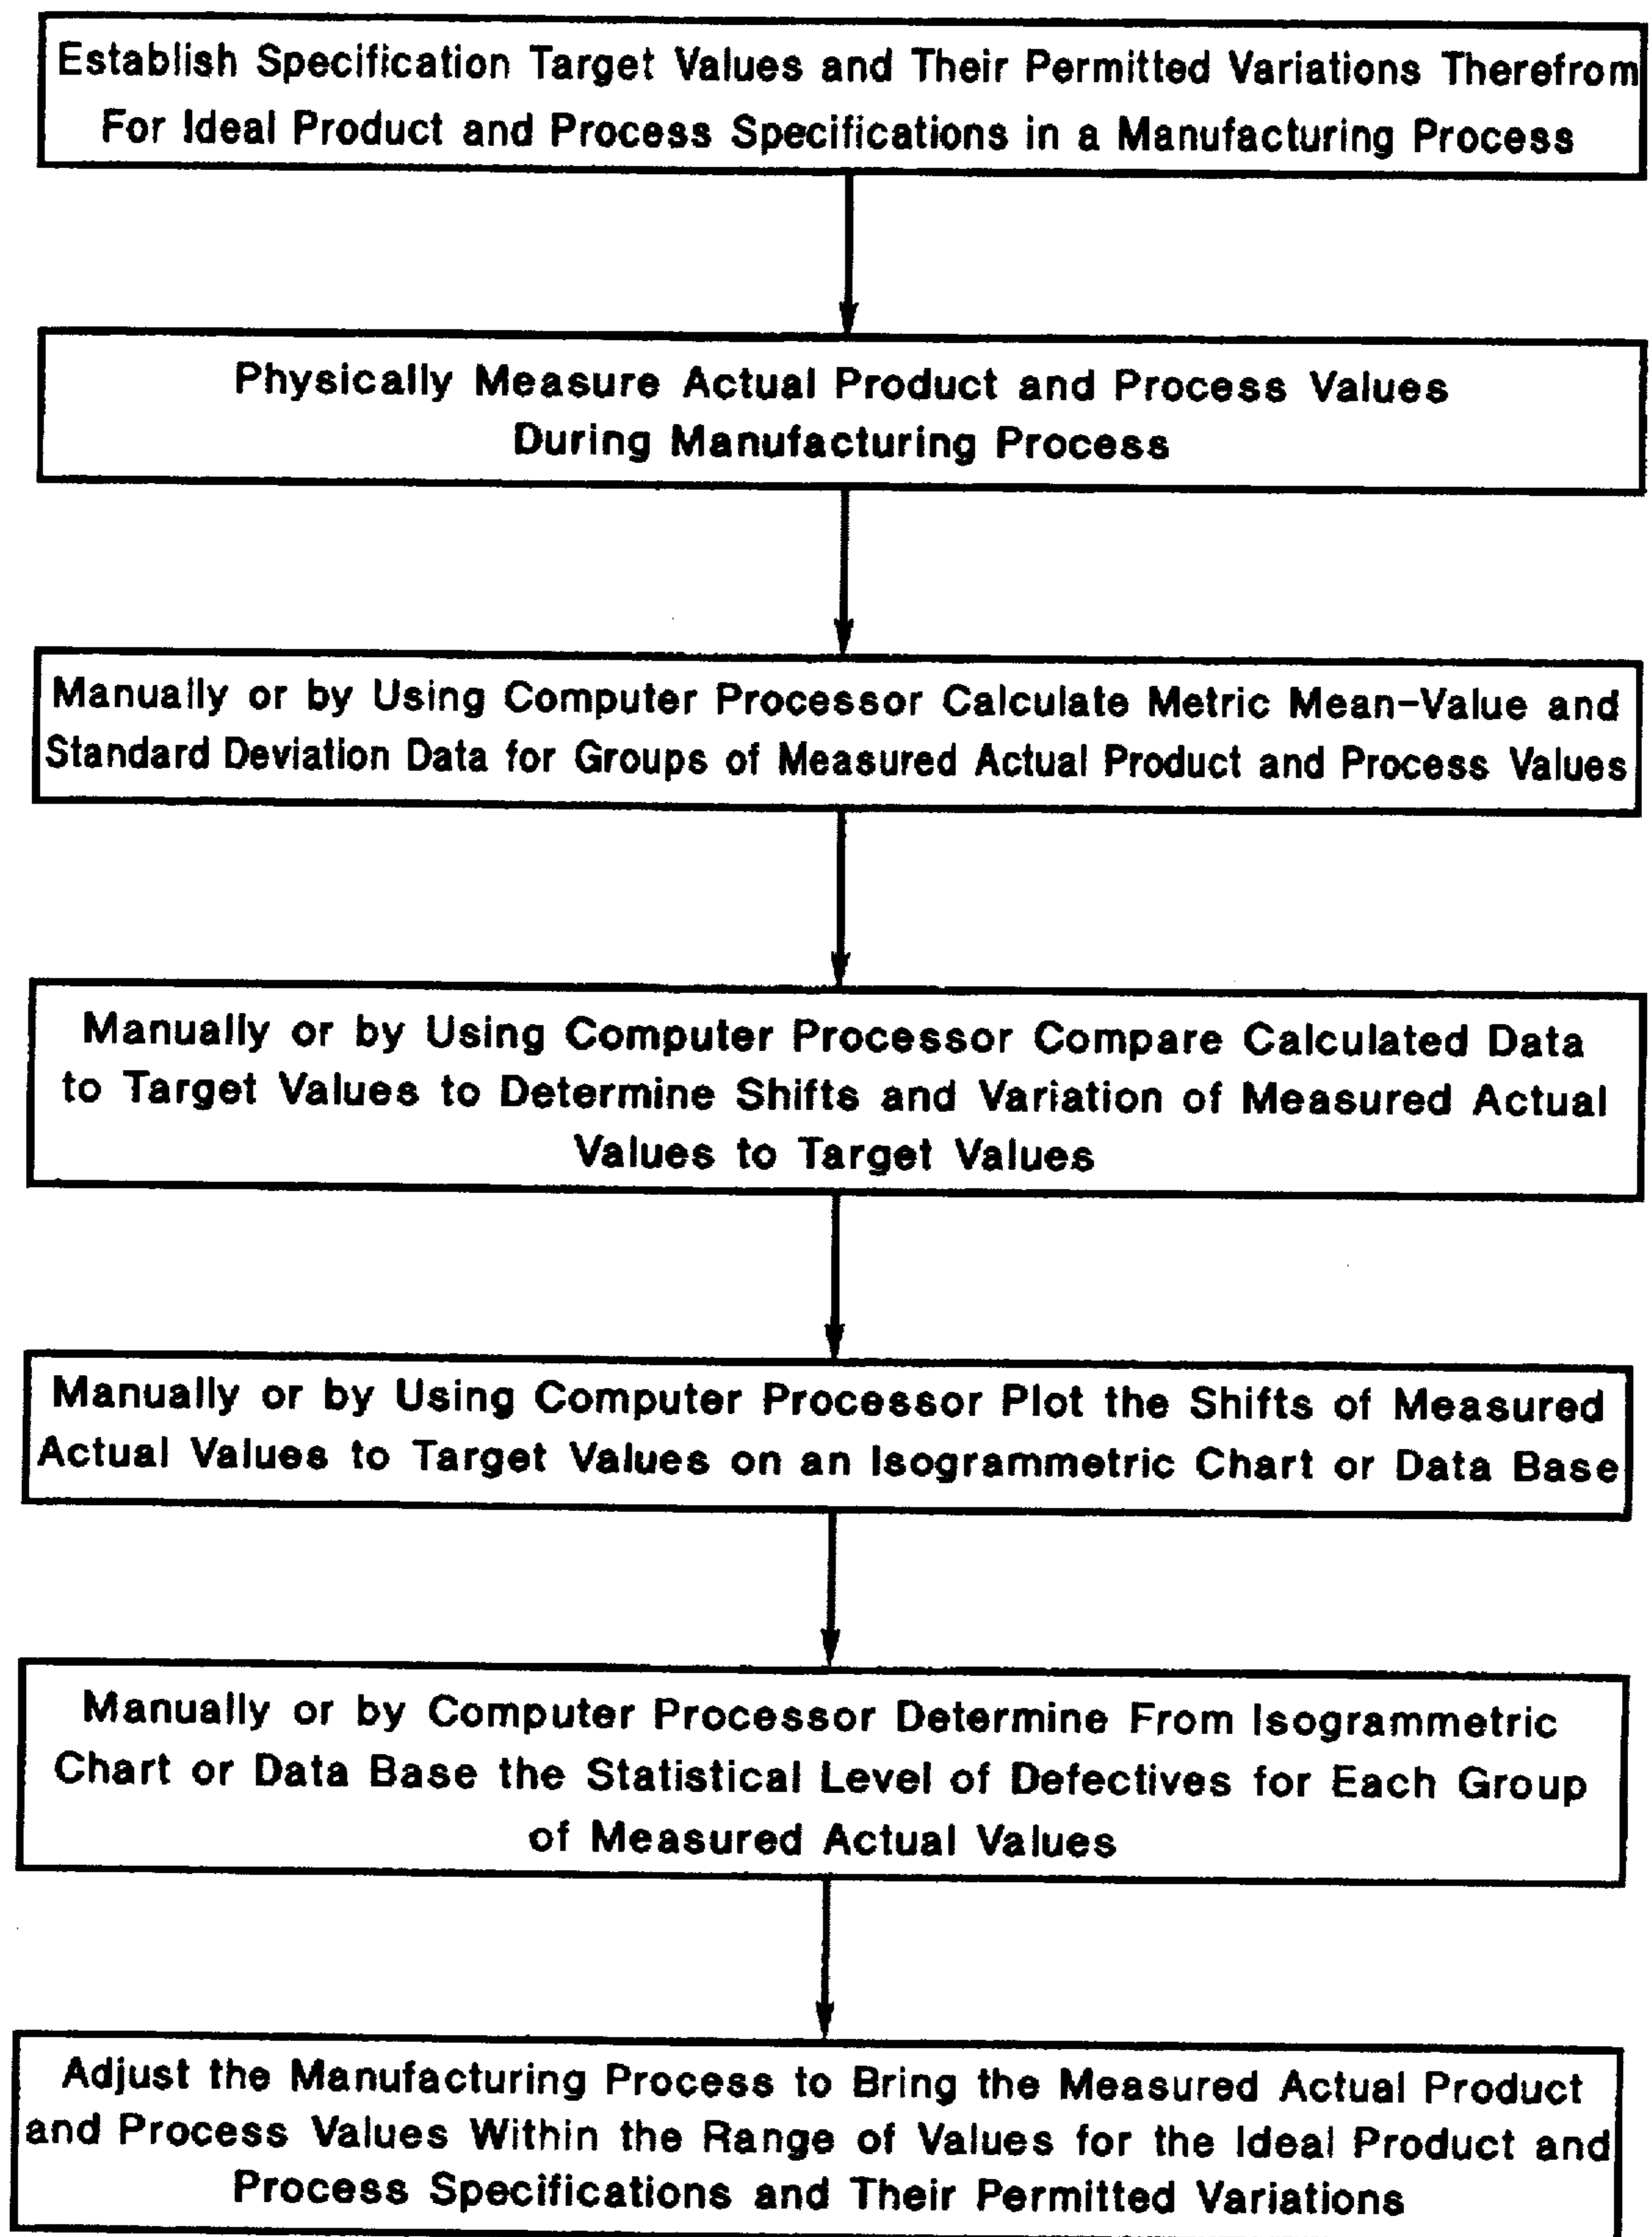 Establish Specification Target Values and Their Permitted Variations Therefrom
For Ideal Product and Process Specifications in a Manufacturing Process
Physically Measure Actual Product and Process Values
During Manufacturing Process
Manually or by Using Computer Processor Calculate Metric Mean-Value and
Standard Deviation Data for Groups of Measured Actual Product and Process Values
Manually or by Using Computer Processor Compare Calculated Data
to Target Values to Determine Shifts and Variation of Measured Actual
Values to Target Values
Manually or by Using Computer Processor Plot the Shifts of Measured
Actual Values to Target Values on an Isogrammetric Chart or Data Base
Manually or by Computer Processor Determine From Isogrammetric
Chart or Data Base the Statistical Level of Defectives for Each Group
of Measured Actual Values
Adjust the Manufacturing Process to Bring the Measured Actual Product
and Process Values Within the Range of Values for the Ideal Product and
Process Specifications and Their Permitted Variations